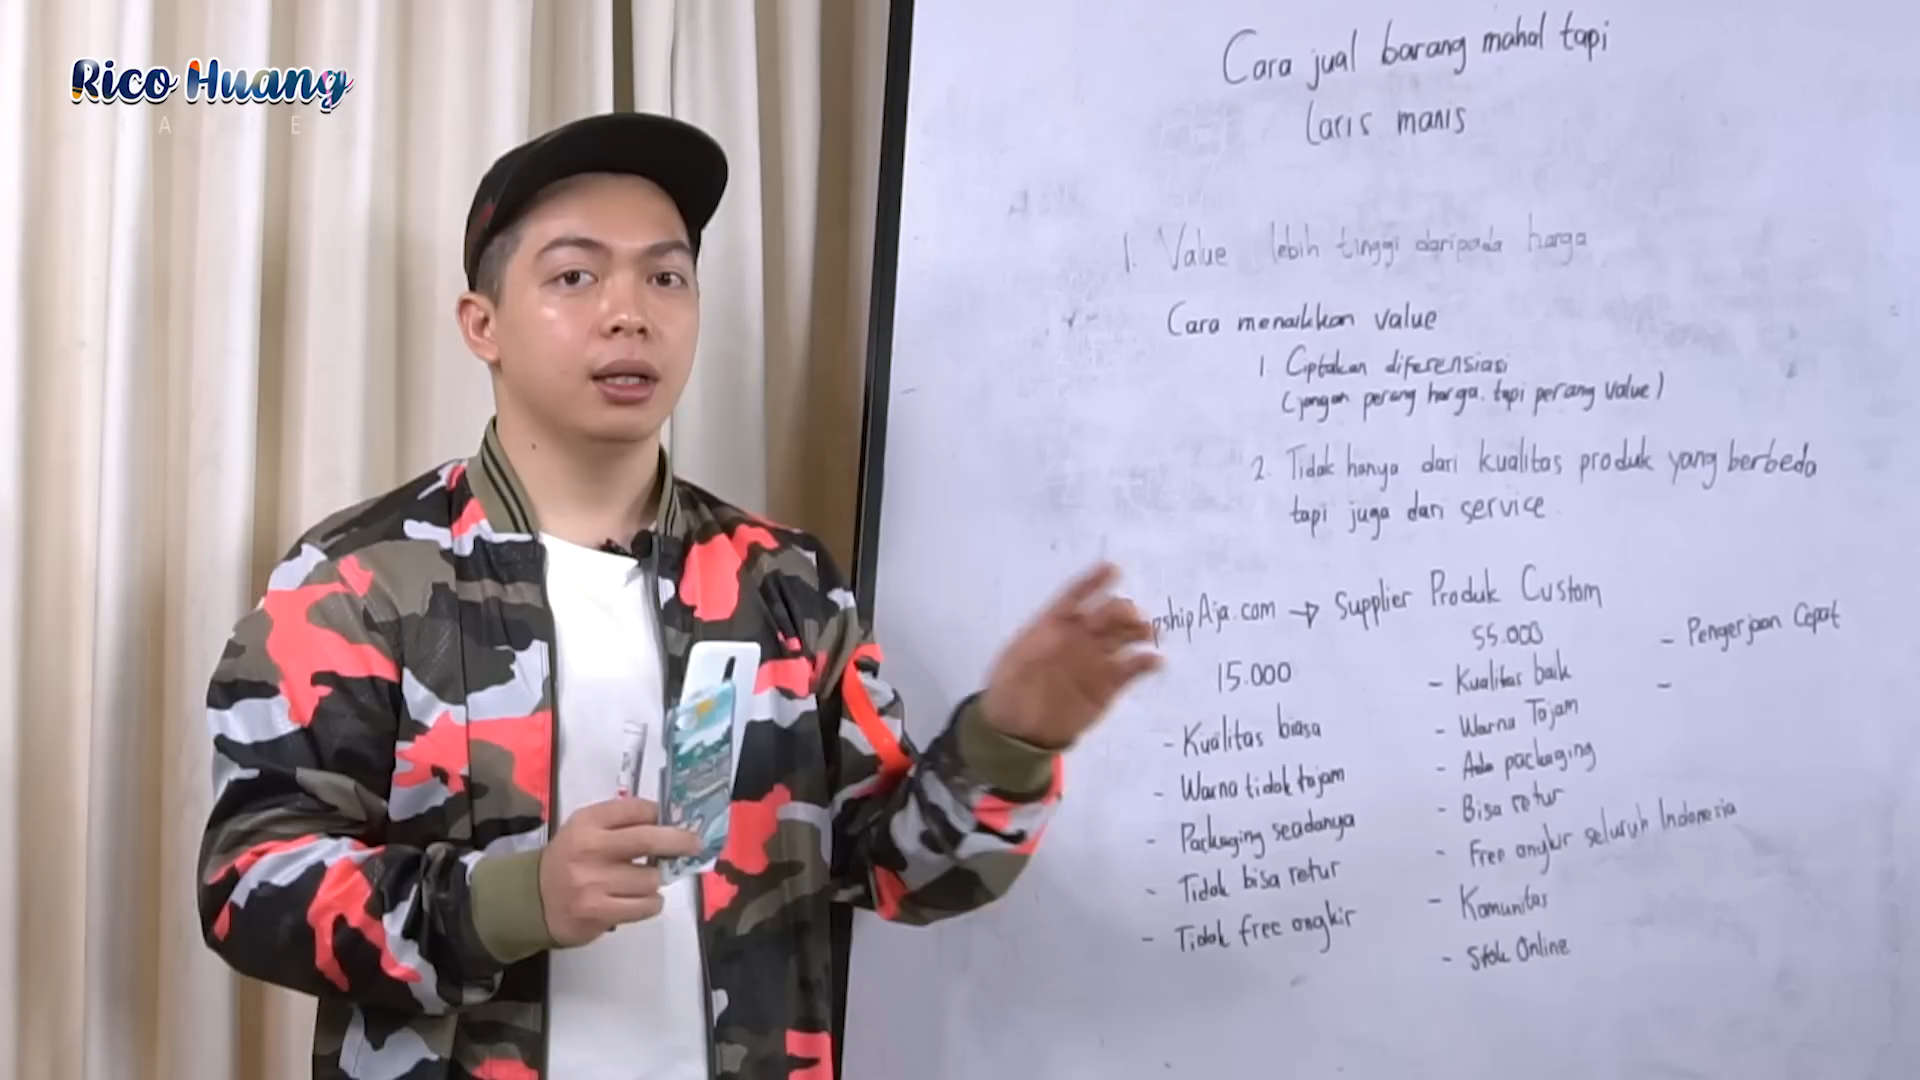 Rico Huang
A E
Cara jual barang mahal tapi
laris manis
1. Value lebih tinggi daripada harga
Cara menaikkan value
1. Ciptakan diferensiasi
(jangan perang harga, tapi perang value)
2. Tidak hanya dari kualitas produk yang berbeda
tapi juga dari service
pshipAja.com → Supplier Produk Custom
15.000
- Kualitas biasa
- Warna tidak tajam
- Packaging seadanya
- Tidak bisa retur
- Tidak free ongkir
55.000
- Kualitas baik
- Warna Tajam
- Ada packaging
- Bisa retur
- Free ongkir seluruh Indonesia
- Komunitas
- Stok Online
- Pengerjaan Cepat
-